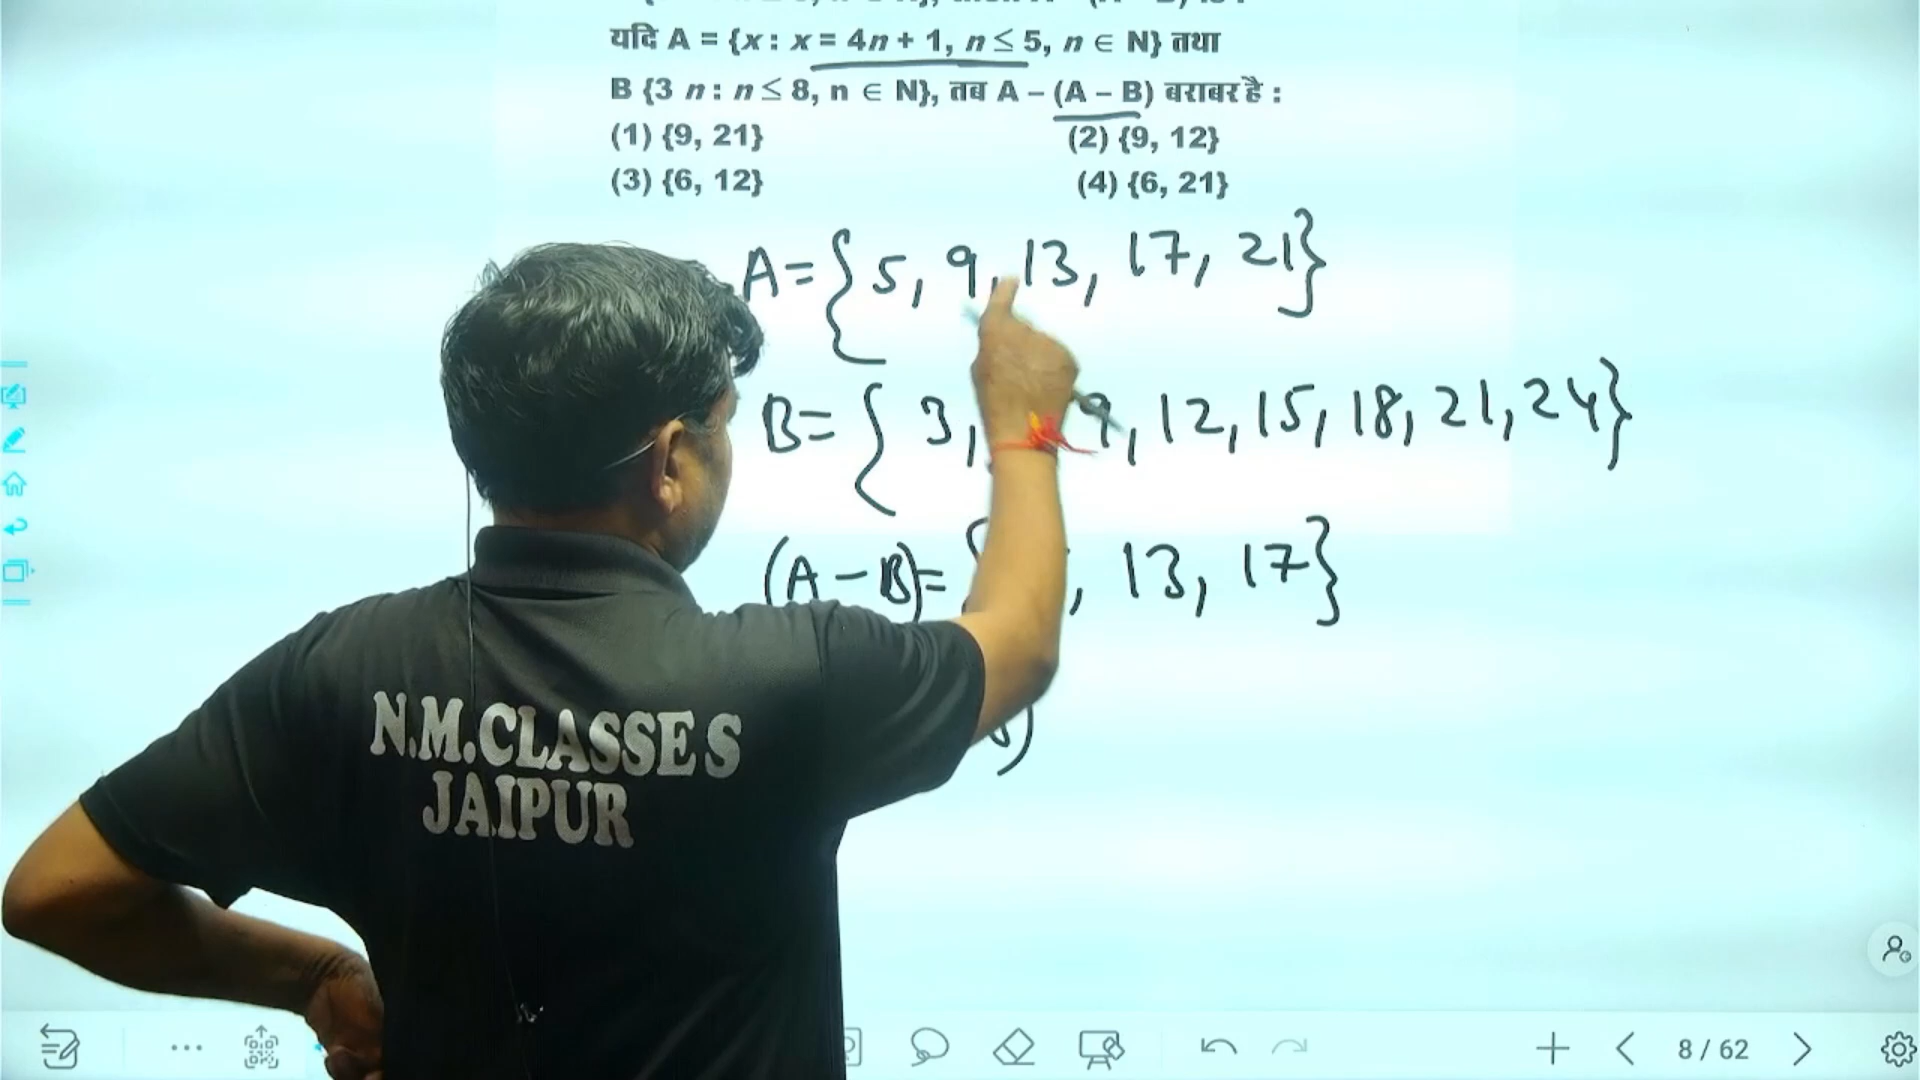 यदि A = {x : x = 4n + 1, n ≤ 5, n ∈ N} तथा
B {3 n : n ≤ 8, n ∈ N}, तब A – (A – B) बराबर है :
(1) {9, 21} (2) {9, 12}
(3) {6, 12} (4) {6, 21}
A = {5, 9, 13, 17, 21}
B = {3, 9, 12, 15, 18, 21, 24}
(A – B) = { , 13, 17}
)
N.M.CLASSES
JAIPUR
8 / 62